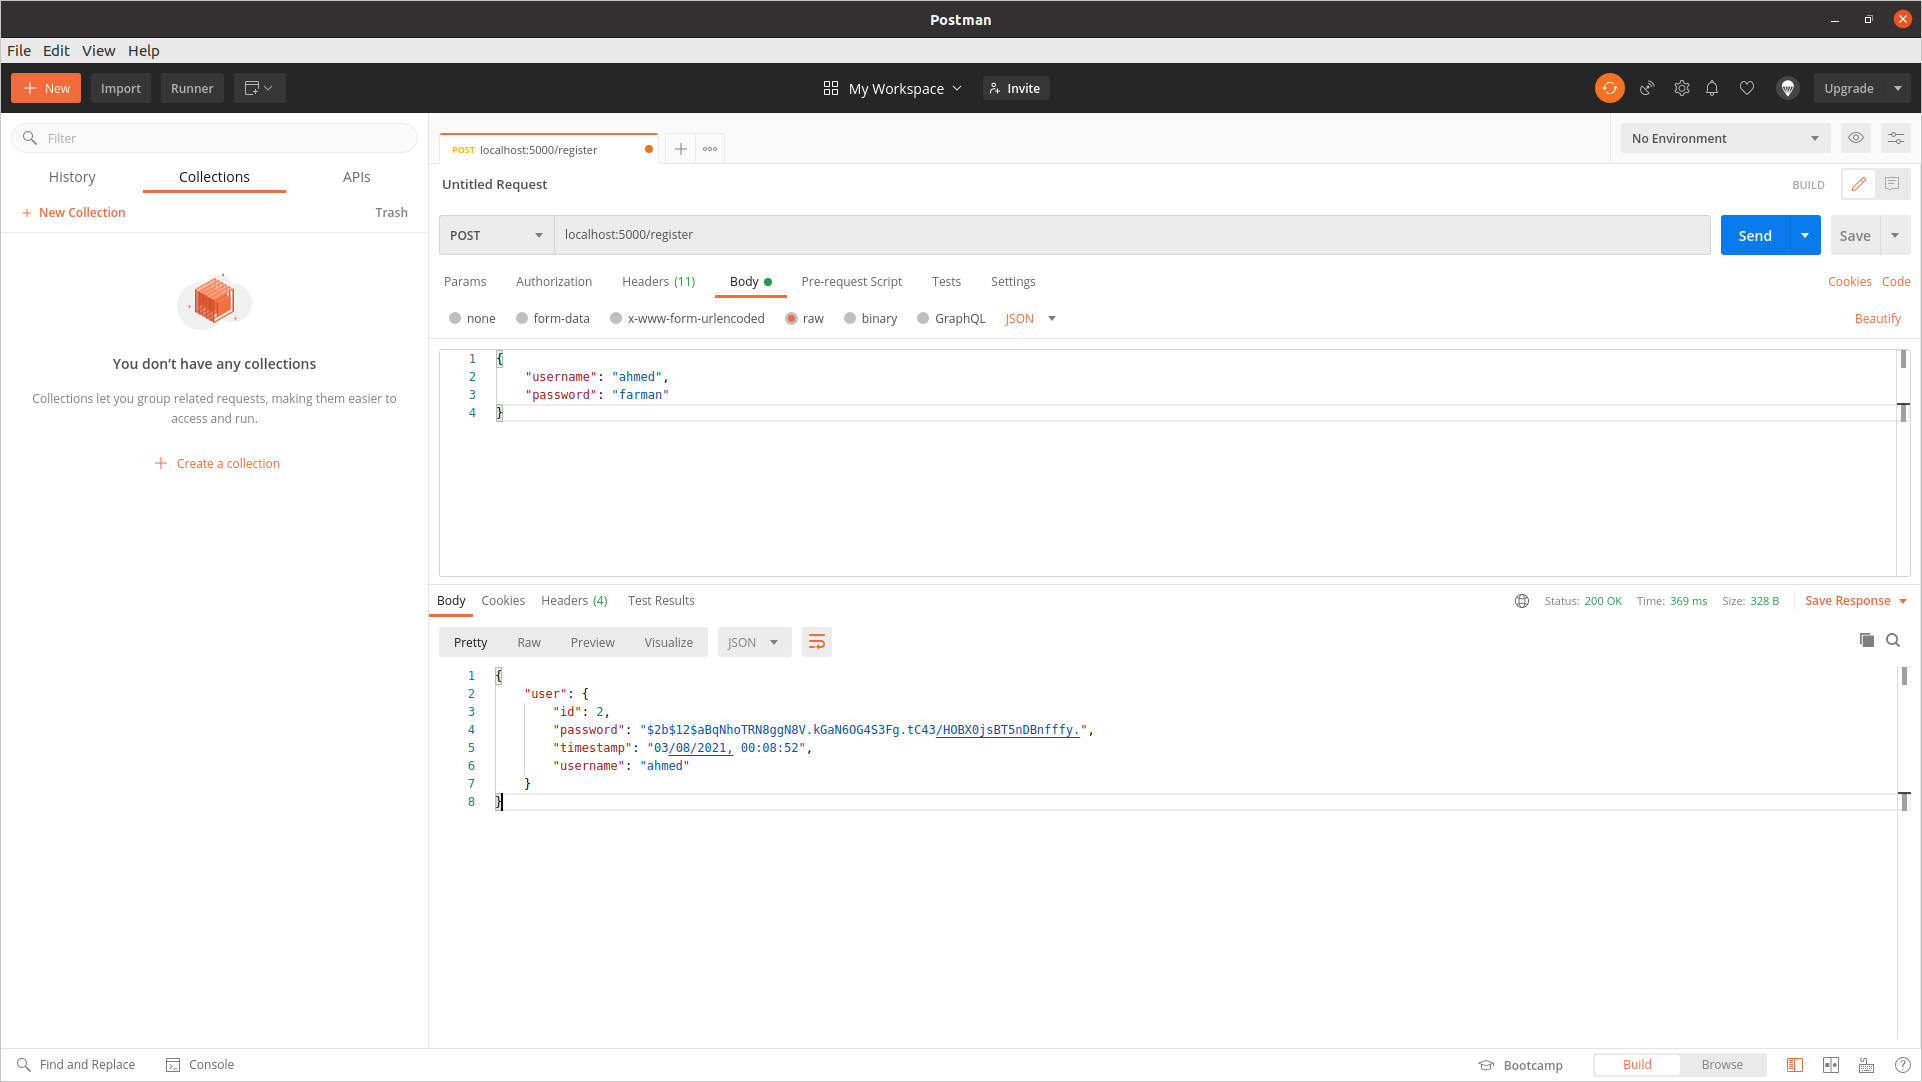 Postman
File Edit View Help
New Import Runner My Workspace Invite Upgrade
Filter
POST localhost:5000/register
No Environment
History Collections APIs
Untitled Request
BUILD
New Collection Trash
POST localhost:5000/register Send Save
Params Authorization Headers (11) Body Pre-request Script Tests Settings Cookies Code
none form-data x-www-form-urlencoded raw binary GraphQL JSON Beautify
You don’t have any collections
Collections let you group related requests, making them easier to
access and run.
Create a collection
1 {
2 "username": "ahmed",
3 "password": "farman"
4 }
Body Cookies Headers (4) Test Results Status: 200 OK Time: 369 ms Size: 328 B Save Response
Pretty Raw Preview Visualize JSON
1 {
2 "user": {
3 "id": 2,
4 "password": "$2b$12$aBqNhoTRN8ggN8V.kGaN6OG4S3Fg.tC43/HOBX0jsBT5nDBnfffy.",
5 "timestamp": "03/08/2021, 00:08:52",
6 "username": "ahmed"
7 }
8 }
Find and Replace Console Bootcamp Build Browse